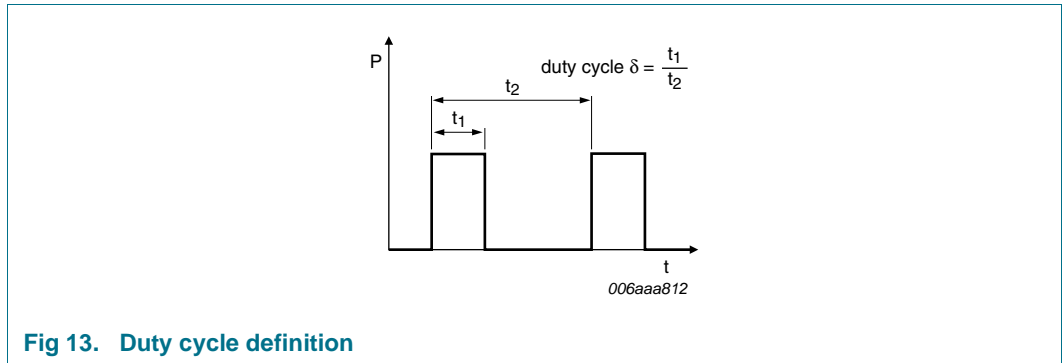 P
duty cycle δ = t1
t2
t2
t1
t
006aaa812
Fig 13. Duty cycle definition